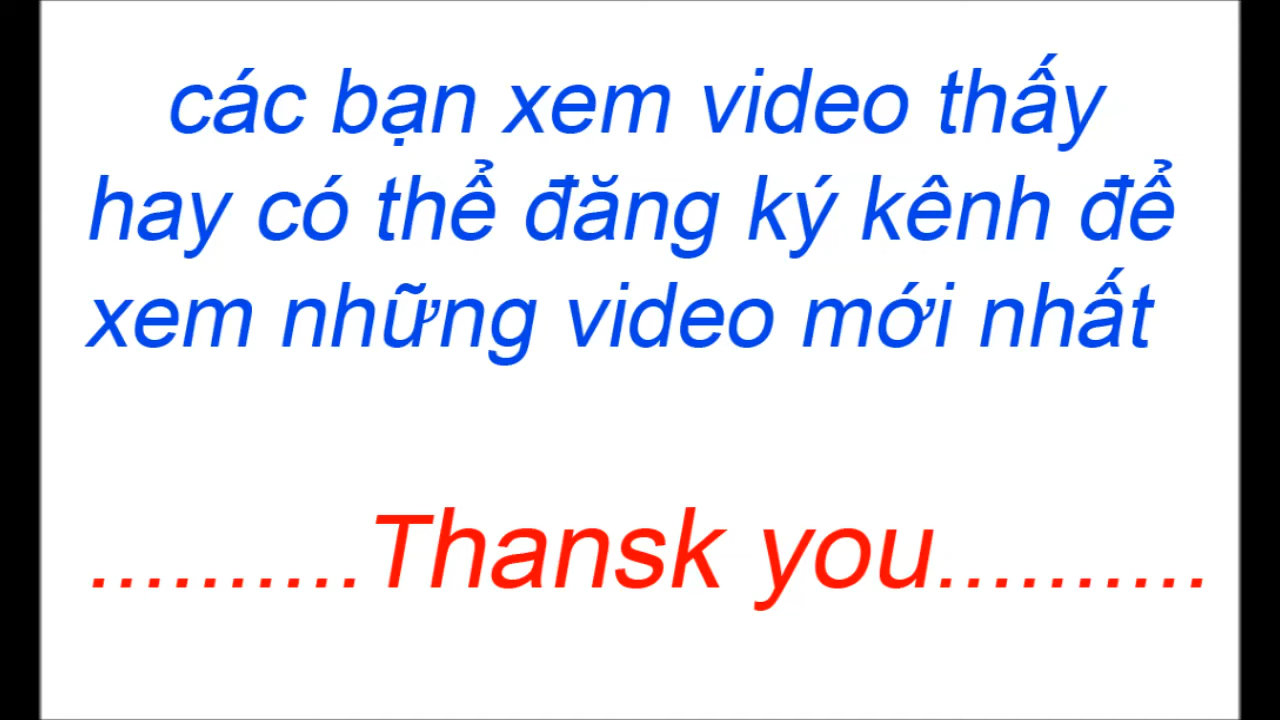 các bạn xem video thấy
hay có thể đăng ký kênh để
xem những video mới nhất
..........Thansk you..........